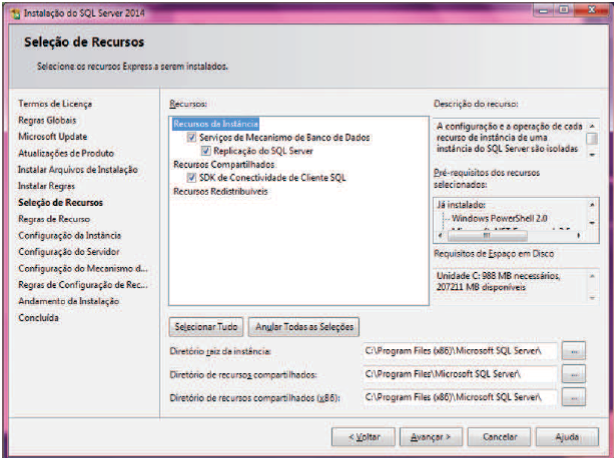 Instalação do SQL Server 2014
Seleção de Recursos
Selecione os recursos Express a serem instalados.
Termos de Licença
Regras Globais
Microsoft Update
Atualizações de Produto
Instalar Arquivos de Instalação
Instalar Regras
Seleção de Recursos
Regras de Recurso
Configuração da Instância
Configuração do Servidor
Configuração do Mecanismo d...
Regras de Configuração de Rec...
Andamento da Instalação
Concluída
Recursos:
Recursos de Instância
Serviços de Mecanismo de Banco de Dados
Replicação do SQL Server
Recursos Compartilhados
SDK de Conectividade de Cliente SQL
Recursos Redistribuíveis
Descrição do recurso:
A configuração e a operação de cada
recurso de instância de uma
instância do SQL Server são isoladas
Pré-requisitos dos recursos
selecionados:
Já instalado:
Windows PowerShell 2.0
Requisitos de Espaço em Disco
Unidade C: 988 MB necessários,
207211 MB disponíveis
Selecionar Tudo
Anular Todas as Seleções
Diretório raiz da instância:
C:\Program Files (x86)\Microsoft SQL Server\
...
Diretório de recursos compartilhados:
C:\Program Files (x86)\Microsoft SQL Server\
...
Diretório de recursos compartilhados (x86):
C:\Program Files (x86)\Microsoft SQL Server\
...
< Voltar
Avançar >
Cancelar
Ajuda